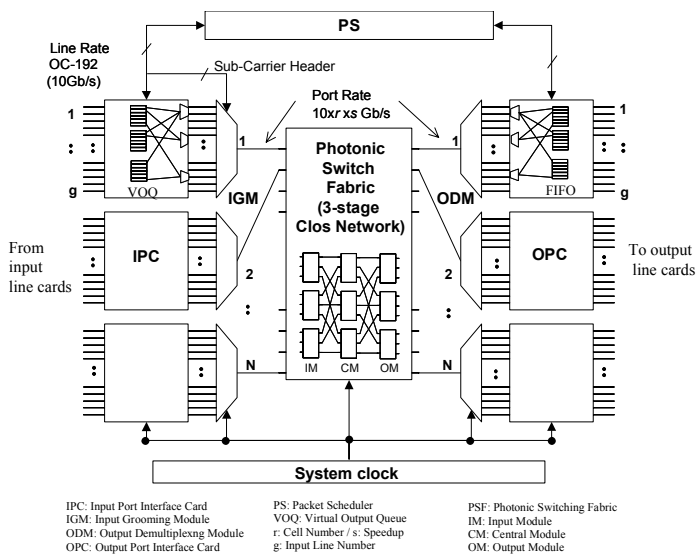 PS
Line Rate
OC-192
(10Gb/s)
Sub-Carrier Header
Port Rate
10xr xs Gb/s
1
g
VOQ
IGM
1
Photonic
Switch
Fabric
(3-stage
Clos Network)
1
ODM
FIFO
1
g
From
input
line cards
IPC
2
2
OPC
To output
line cards
N
IM
CM
OM
N
System clock
IPC: Input Port Interface Card
IGM: Input Grooming Module
ODM: Output Demultiplexng Module
OPC: Output Port Interface Card
PS: Packet Scheduler
VOQ: Virtual Output Queue
r: Cell Number / s: Speedup
g: Input Line Number
PSF: Photonic Switching Fabric
IM: Input Module
CM: Central Module
OM: Output Module